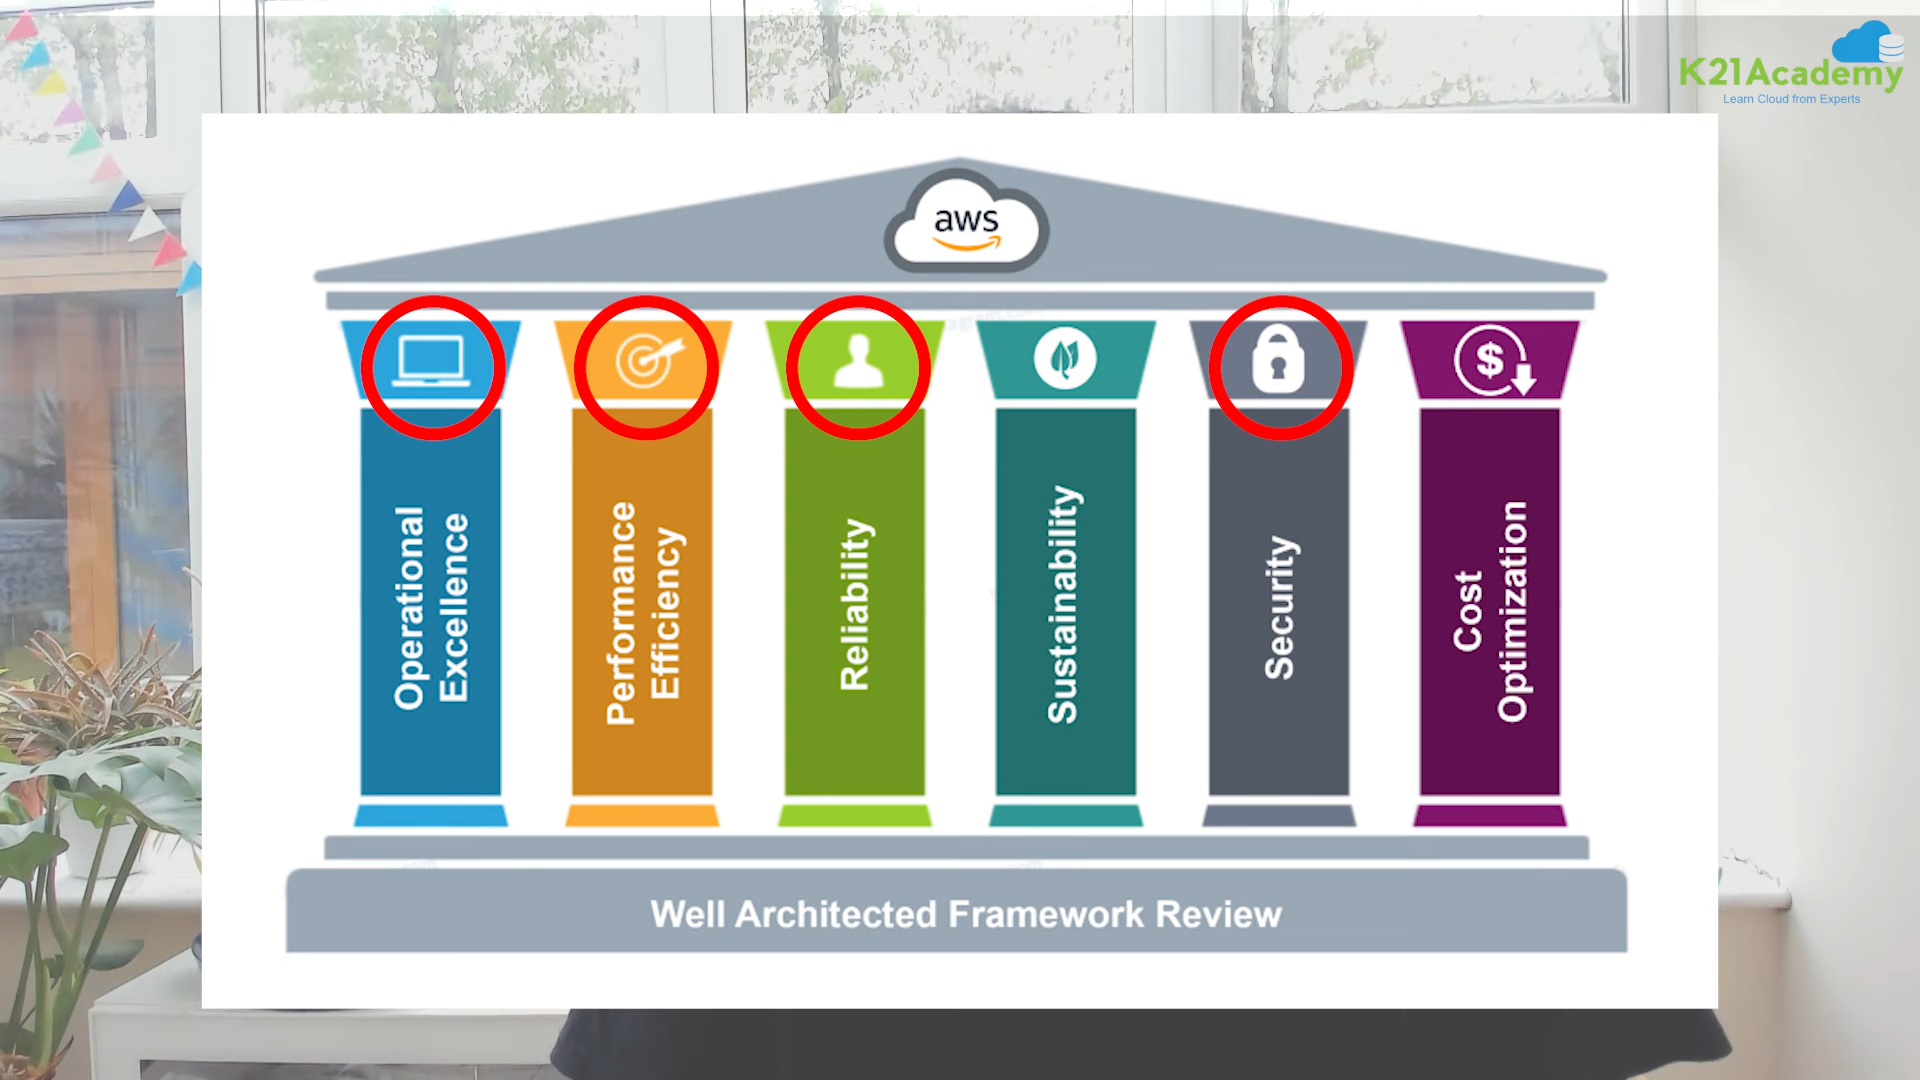 K21Academy
Learn Cloud from Experts
aws
Operational
Excellence
Performance
Efficiency
Reliability
Sustainability
Security
$
Cost
Optimization
Well Architected Framework Review